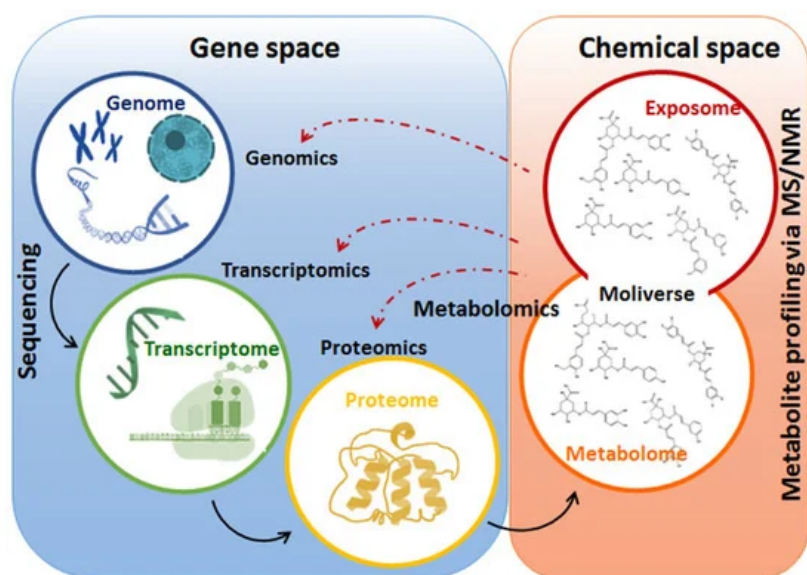 Gene space
Chemical space
Genome
Exposome
Genomics
Transcriptomics
Metabolomics
Moliverse
Proteomics
Transcriptome
Proteome
Metabolome
Sequencing
Metabolite profiling via MS/NMR